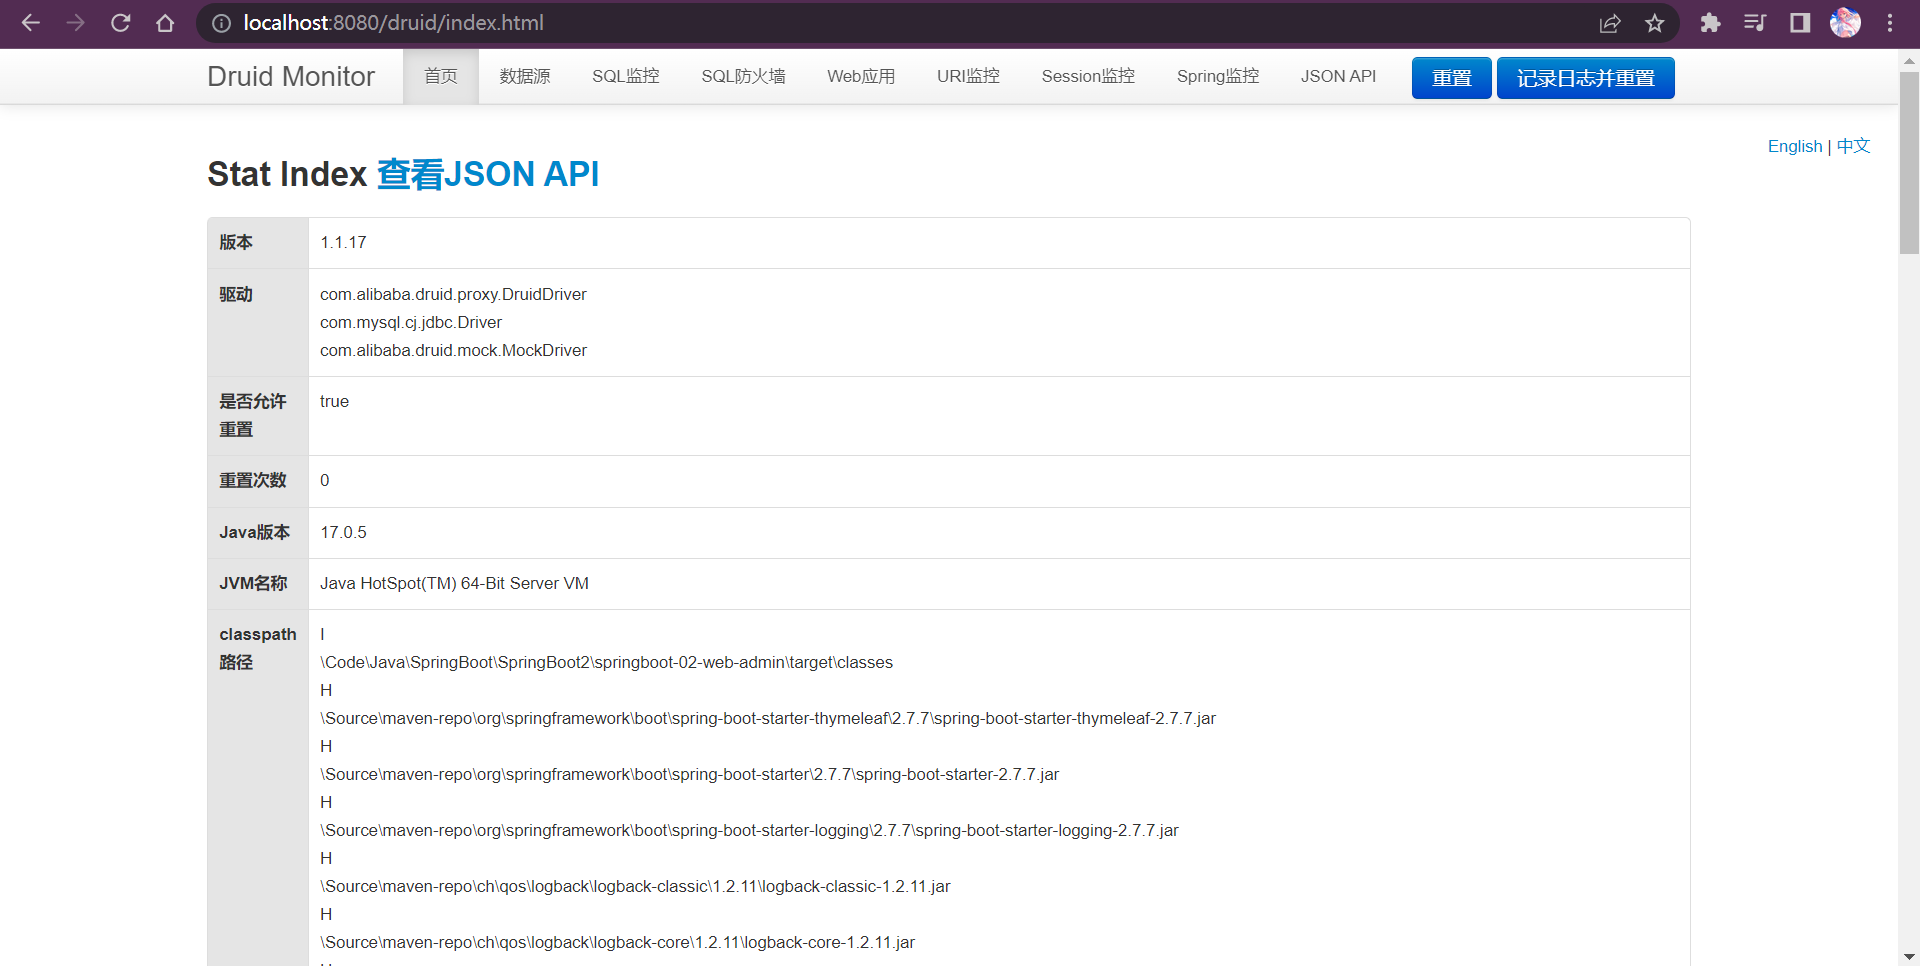 localhost:8080/druid/index.html
Druid Monitor 首页 数据源 SQL监控 SQL防火墙 Web应用 URI监控 Session监控 Spring监控 JSON API 重置 记录日志并重置
English | 中文
Stat Index 查看JSON API
版本 1.1.17
驱动 com.alibaba.druid.proxy.DruidDriver
com.mysql.cj.jdbc.Driver
com.alibaba.druid.mock.MockDriver
是否允许 true
重置
重置次数 0
Java版本 17.0.5
JVM名称 Java HotSpot(TM) 64-Bit Server VM
classpath I
路径 \Code\Java\SpringBoot\SpringBoot2\springboot-02-web-admin\target\classes
H
\Source\maven-repo\org\springframework\boot\spring-boot-starter-thymeleaf\2.7.7\spring-boot-starter-thymeleaf-2.7.7.jar
H
\Source\maven-repo\org\springframework\boot\spring-boot-starter\2.7.7\spring-boot-starter-2.7.7.jar
H
\Source\maven-repo\org\springframework\boot\spring-boot-starter-logging\2.7.7\spring-boot-starter-logging-2.7.7.jar
H
\Source\maven-repo\ch\qos\logback\logback-classic\1.2.11\logback-classic-1.2.11.jar
H
\Source\maven-repo\ch\qos\logback\logback-core\1.2.11\logback-core-1.2.11.jar